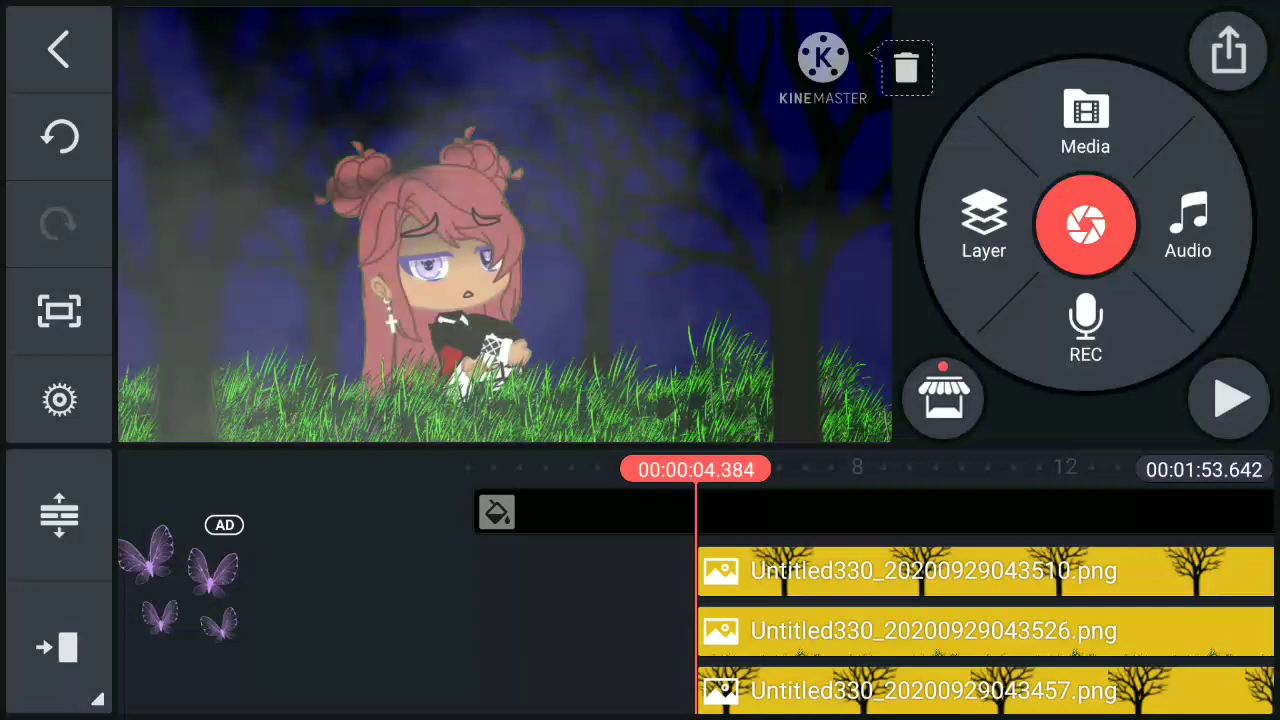 K
KINEMASTER
Media
Layer
Audio
REC
00:00:04.384
8
12
00:01:53.642
AD
Untitled330_20200929043510.png
Untitled330_20200929043526.png
Untitled330_20200929043457.png